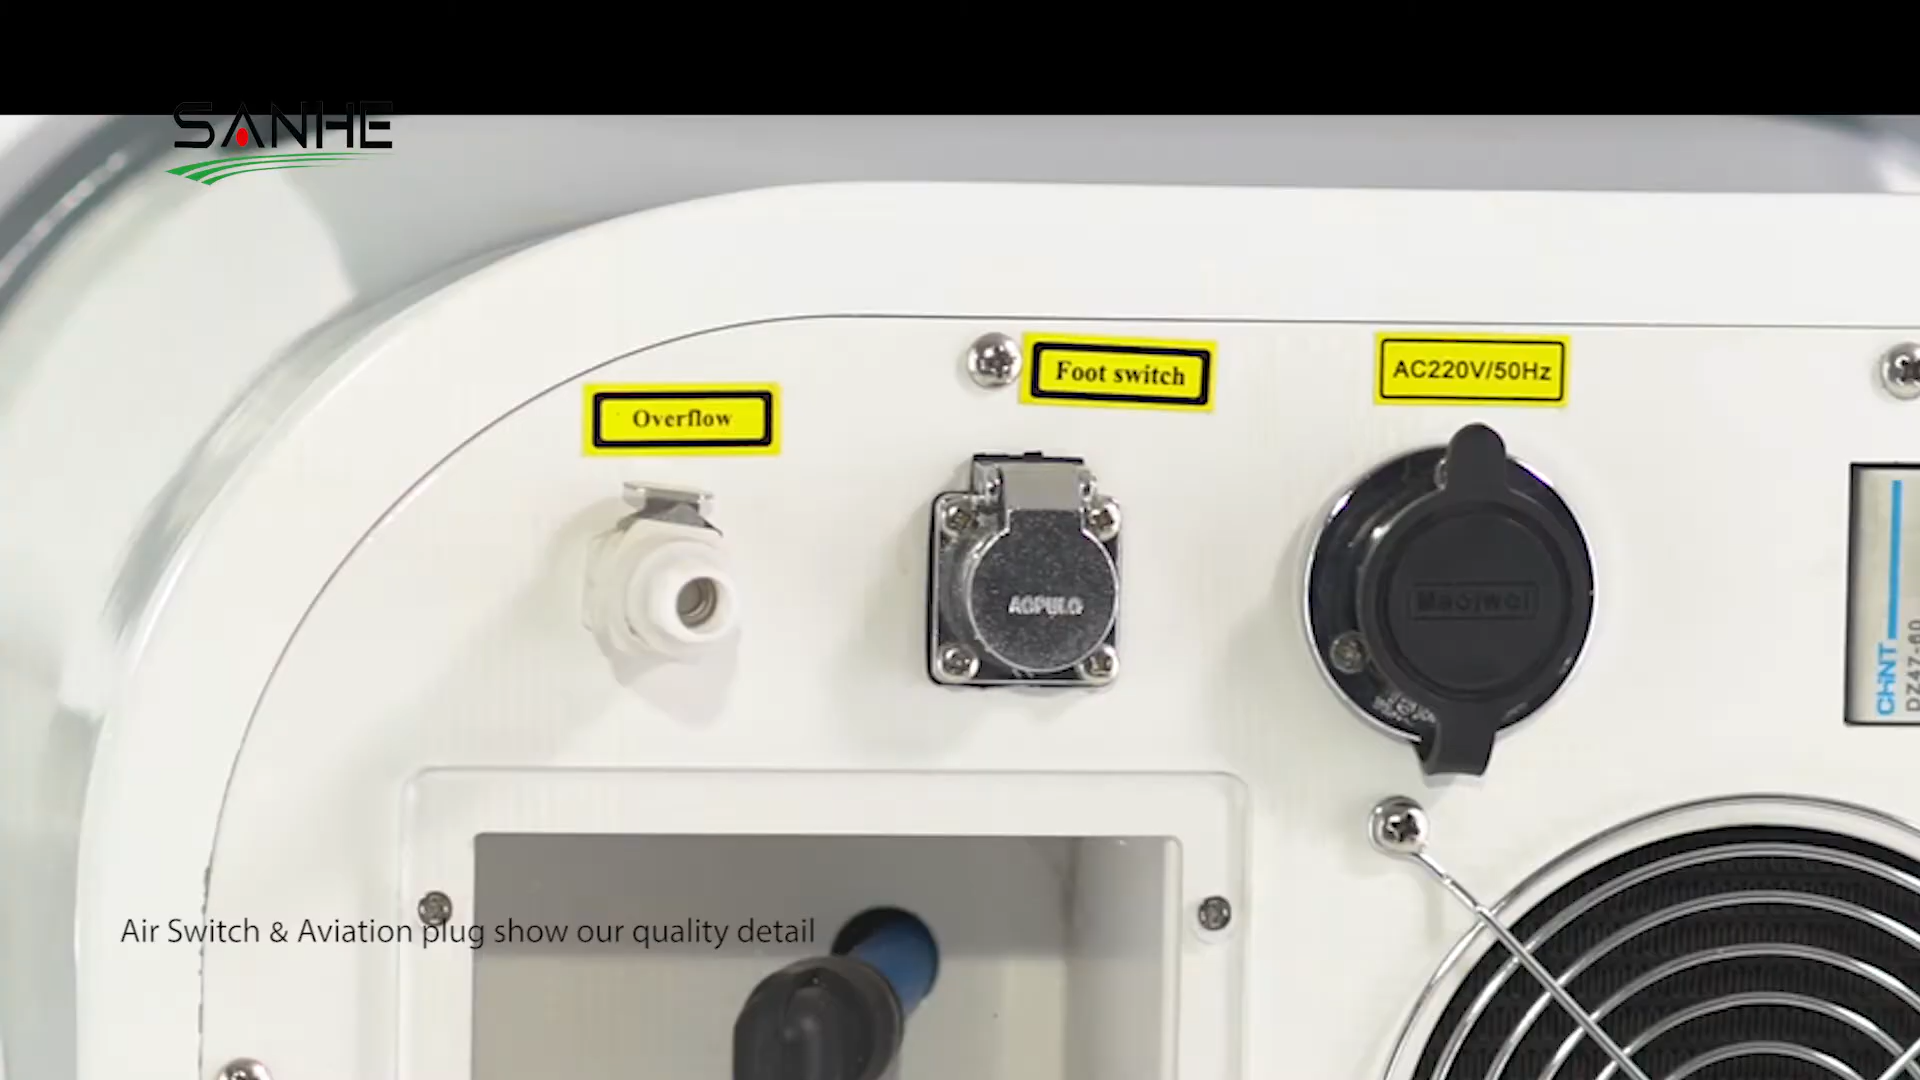 SANHE
Foot switch
AC220V/50Hz
Overflow
AOPULO
CHNT
DZ47-60
Air Switch & Aviation plug show our quality detail